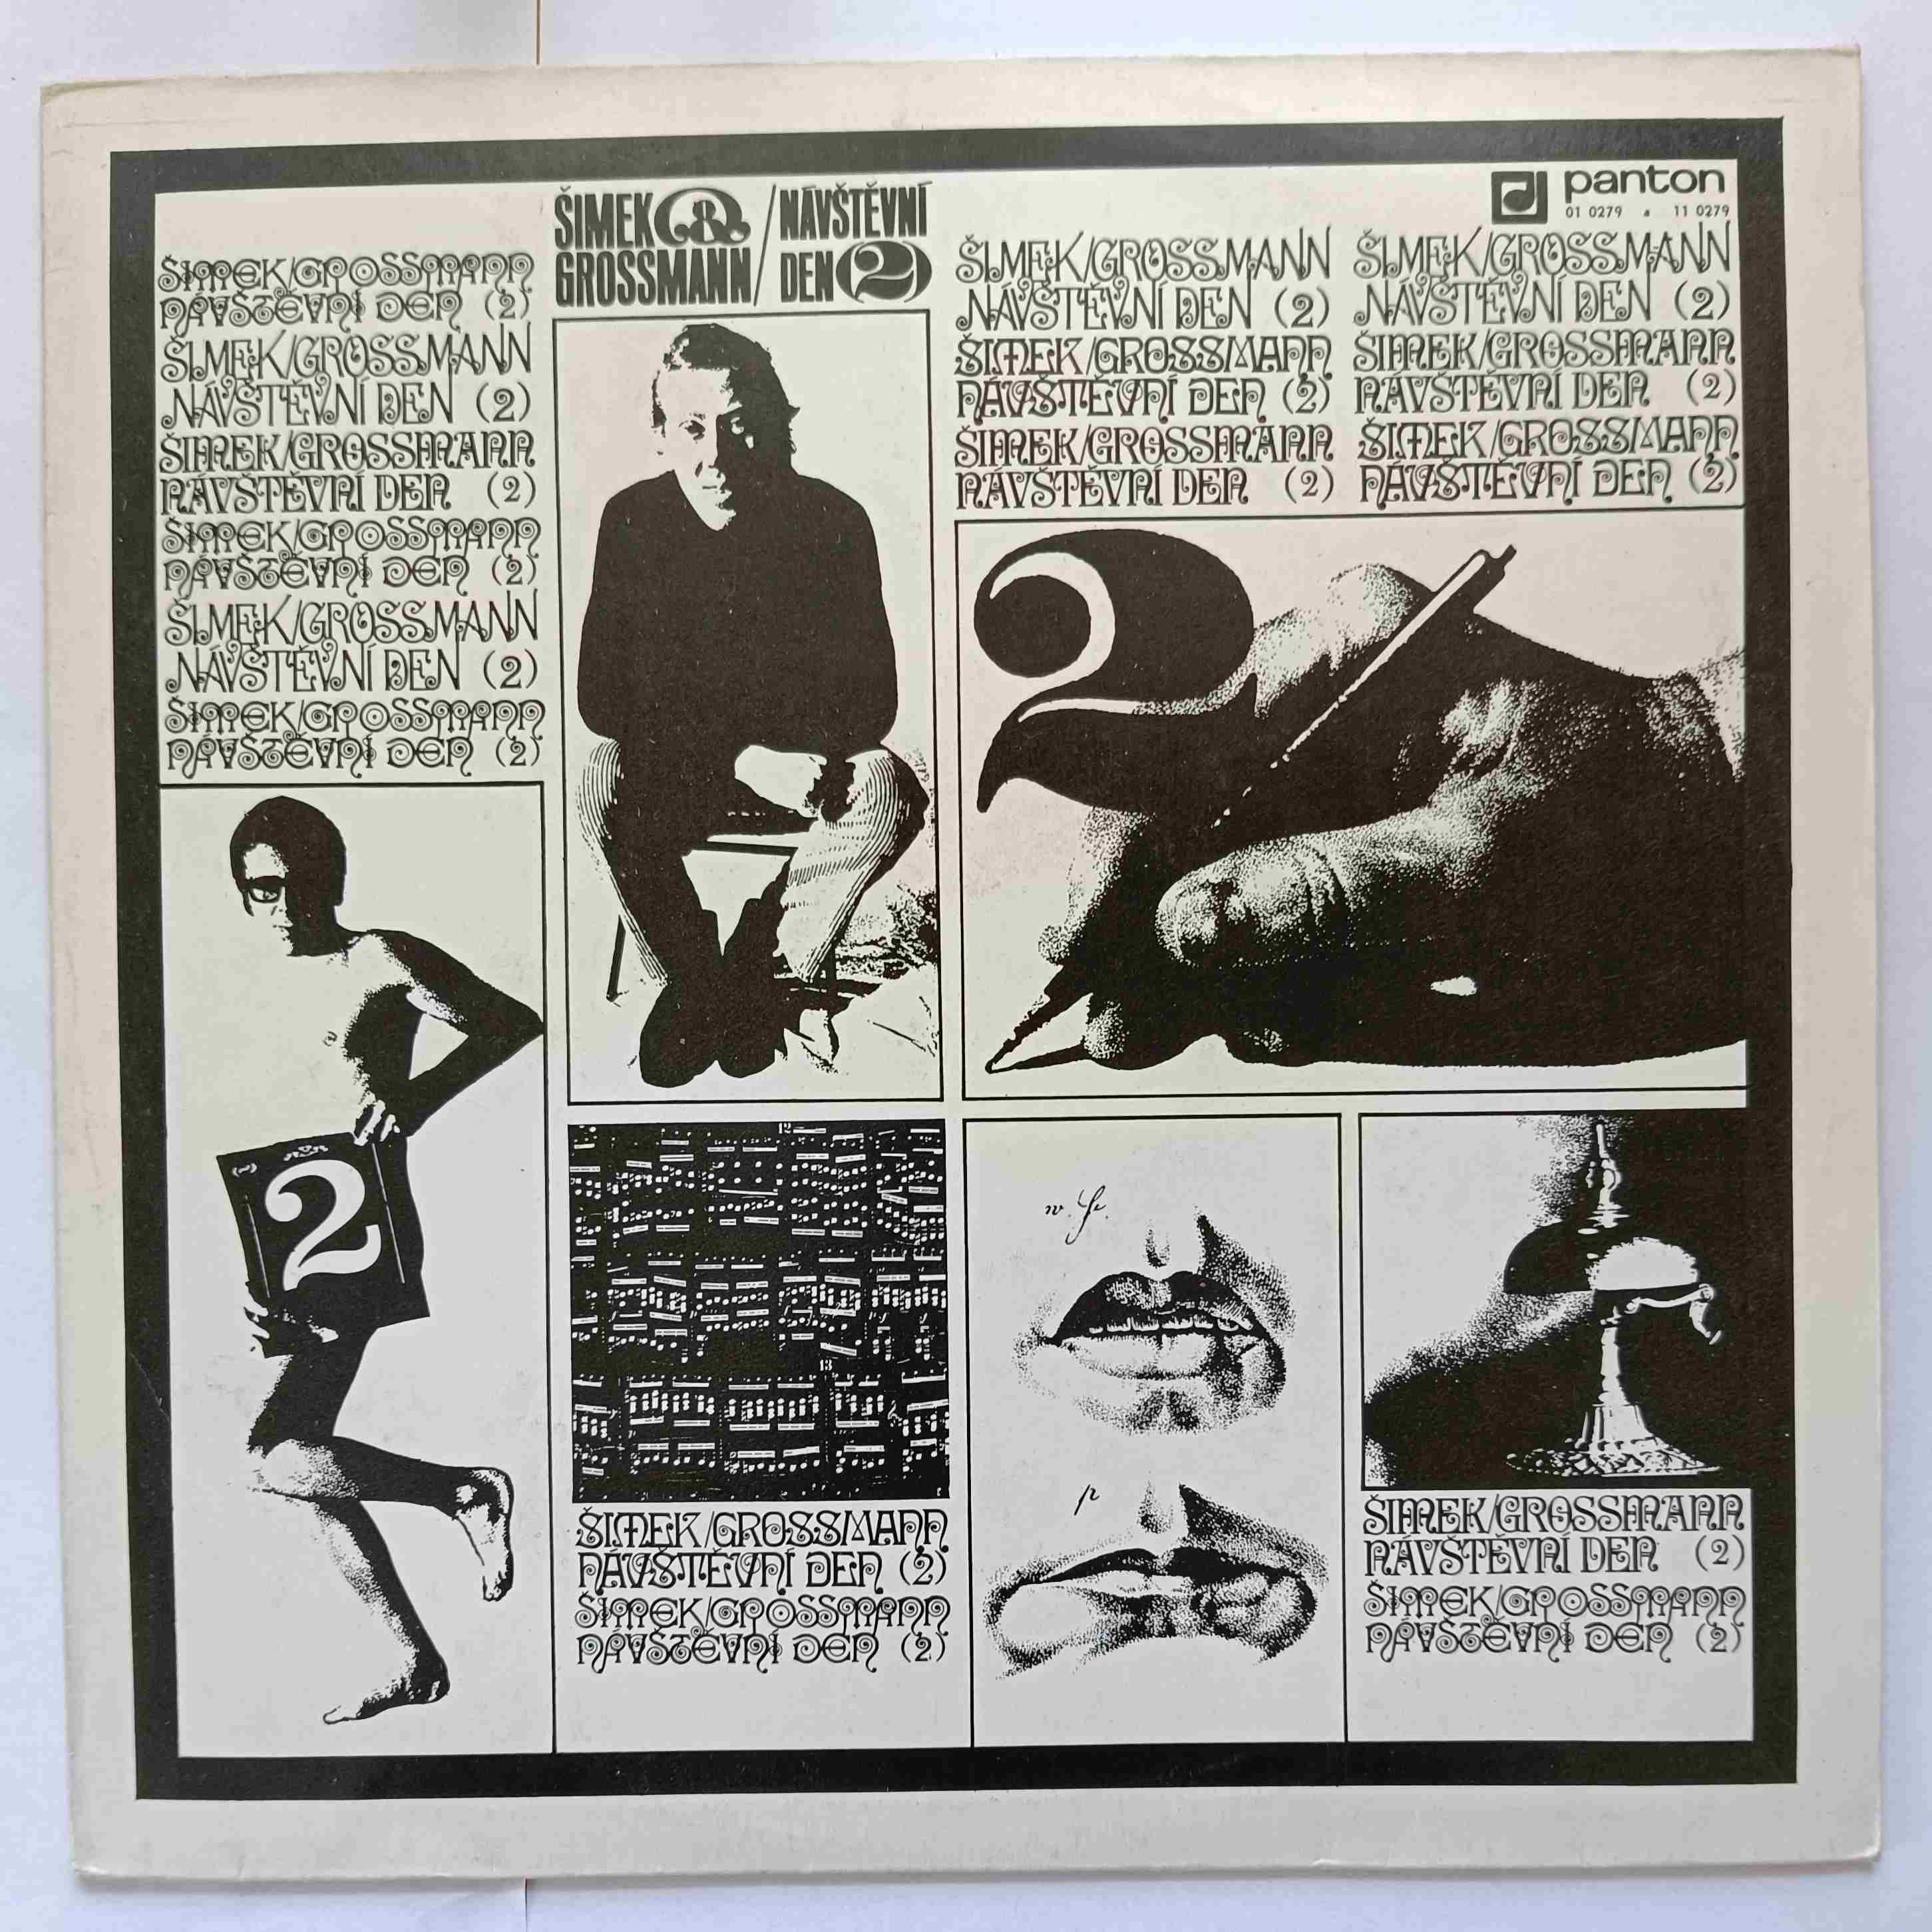 ŠIMEK & GROSSMANN / NÁVŠTĚVNÍ DEN (2)
panton
01 0279 a 11 0279
ŠIMEK/GROSSMANN
NÁVŠTĚVNÍ DEN (2)
ŠIMEK/GROSSMANN
NÁVŠTĚVNÍ DEN (2)
ŠIMEK/GROSSMANN
NÁVŠTĚVNÍ DEN (2)
ŠIMEK/GROSSMANN
NÁVŠTĚVNÍ DEN (2)
ŠIMEK/GROSSMANN
NÁVŠTĚVNÍ DEN (2)
ŠIMEK/GROSSMANN
NÁVŠTĚVNÍ DEN (2)
ŠIMEK/GROSSMANN
NÁVŠTĚVNÍ DEN (2)
ŠIMEK/GROSSMANN
NÁVŠTĚVNÍ DEN (2)
ŠIMEK/GROSSMANN
NÁVŠTĚVNÍ DEN (2)
ŠIMEK/GROSSMANN
NÁVŠTĚVNÍ DEN (2)
ŠIMEK/GROSSMANN
NÁVŠTĚVNÍ DEN (2)
ŠIMEK/GROSSMANN
NÁVŠTĚVNÍ DEN (2)
2
2
12
13
p
ŠIMEK/GROSSMANN
NÁVŠTĚVNÍ DEN (2)
ŠIMEK/GROSSMANN
NÁVŠTĚVNÍ DEN (2)
ŠIMEK/GROSSMANN
NÁVŠTĚVNÍ DEN (2)
ŠIMEK/GROSSMANN
NÁVŠTĚVNÍ DEN (2)